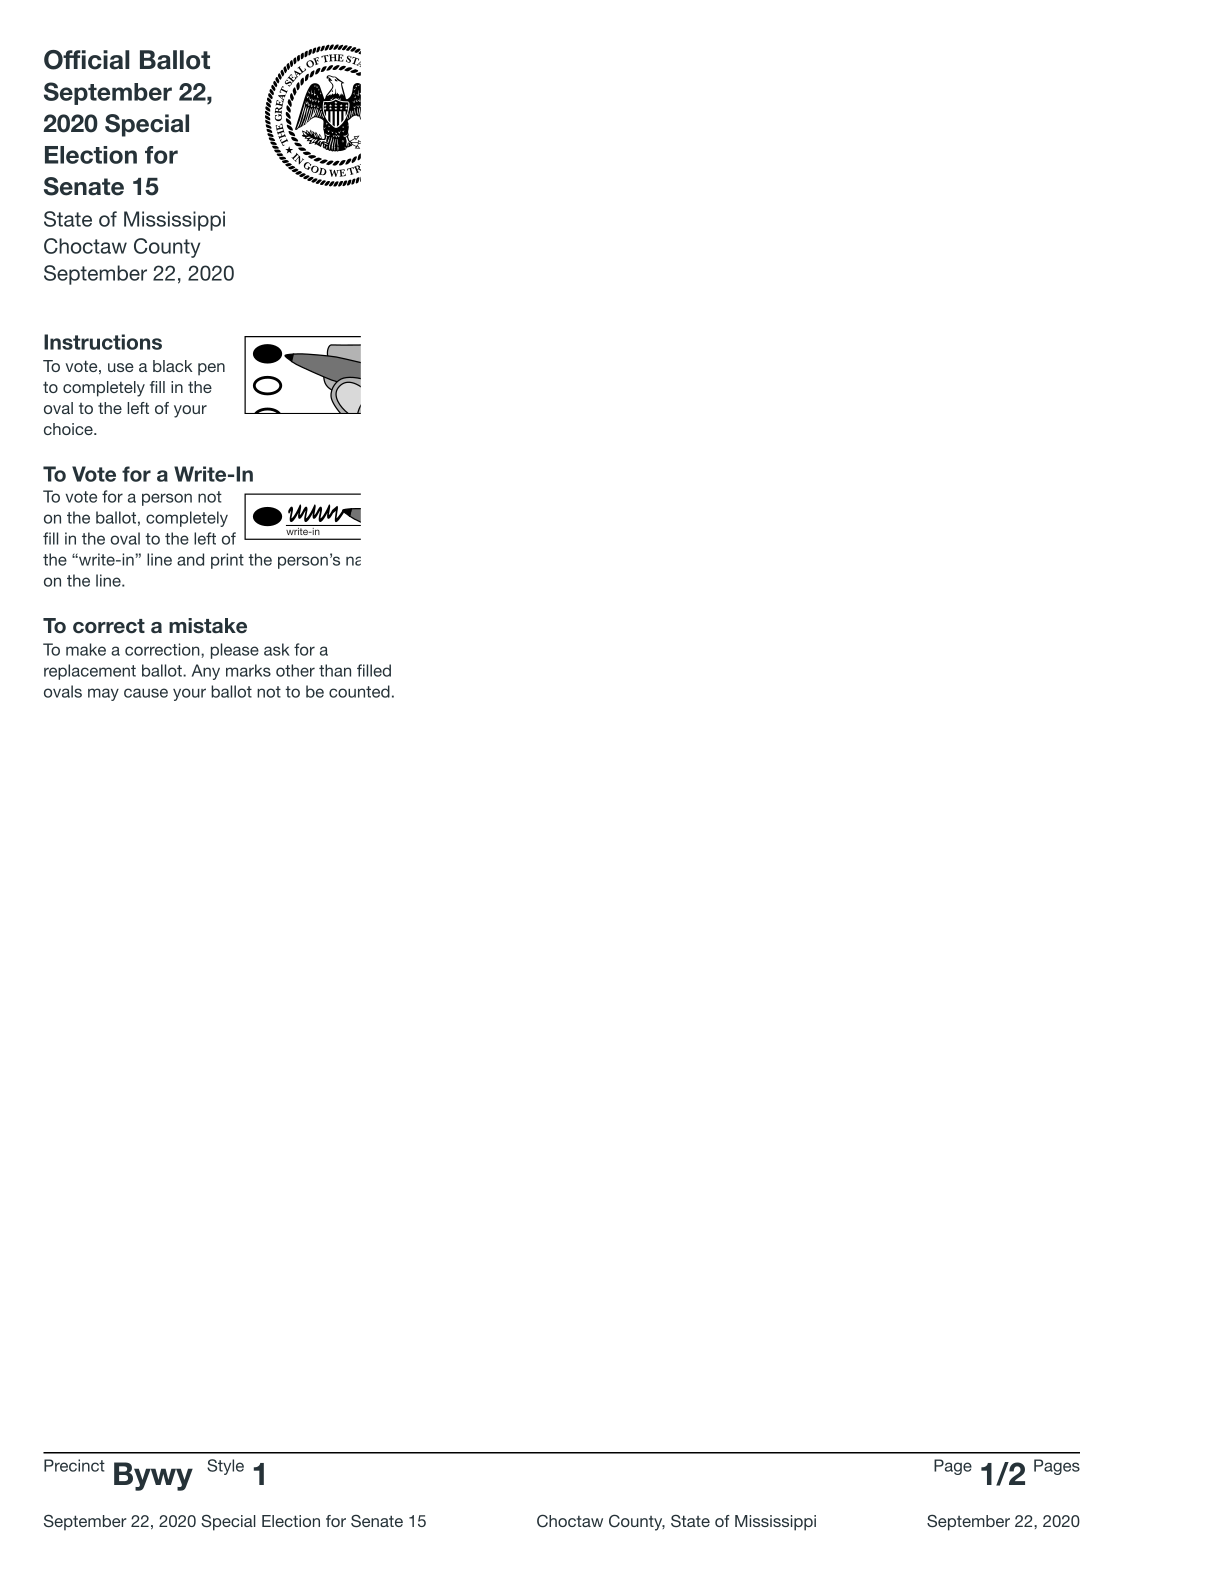 Official Ballot
September 22,
2020 Special
Election for
Senate 15
State of Mississippi
Choctaw County
September 22, 2020
THE GREAT SEAL OF THE
IN GOD WE
Instructions
To vote, use a black pen
to completely fill in the
oval to the left of your
choice.
To Vote for a Write-In
To vote for a person not
on the ballot, completely
fill in the oval to the left of
write-in
the “write-in” line and print the person’s
on the line.
To correct a mistake
To make a correction, please ask for a
replacement ballot. Any marks other than filled
ovals may cause your ballot not to be counted.
Precinct Bywy Style 1 Page 1/2 Pages
September 22, 2020 Special Election for Senate 15 Choctaw County, State of Mississippi September 22, 2020